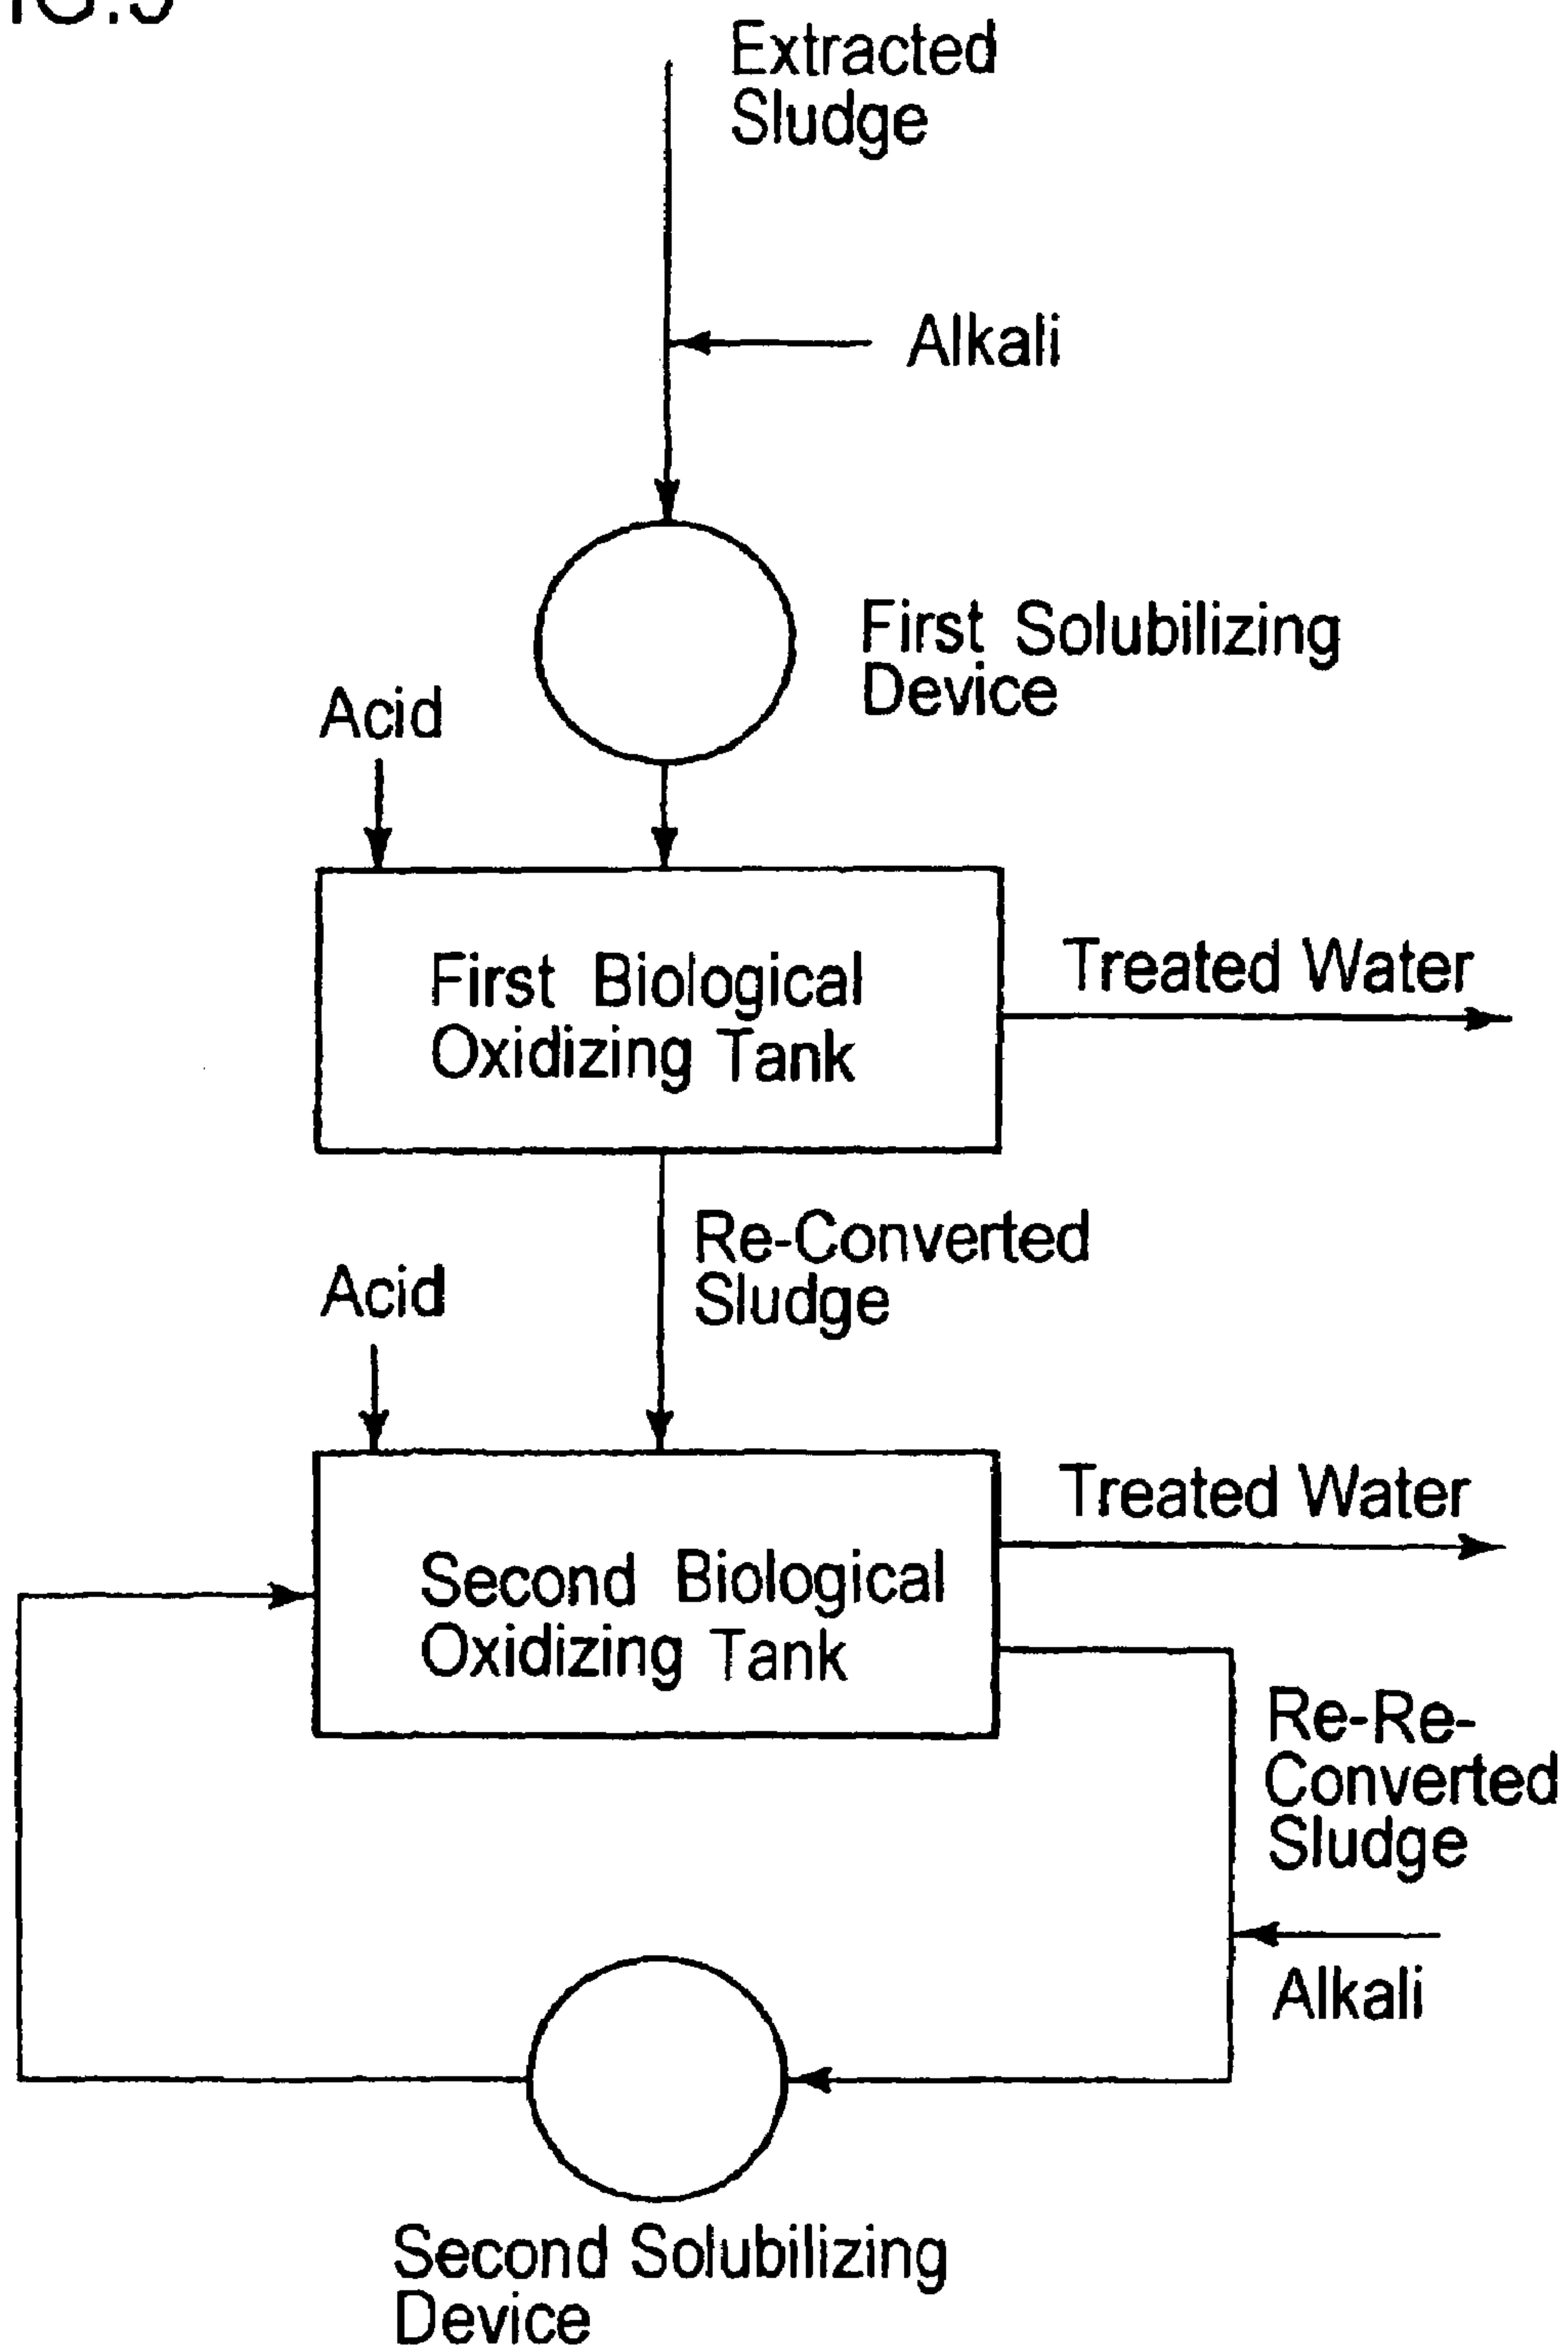 Extracted
Sludge
Alkali
First Solubilizing
Device
Acid
First Biological
Oxidizing Tank
Treated Water
Re-Converted
Sludge
Acid
Second Biological
Oxidizing Tank
Treated Water
Re-Re-
Converted
Sludge
Alkali
Second Solubilizing
Device